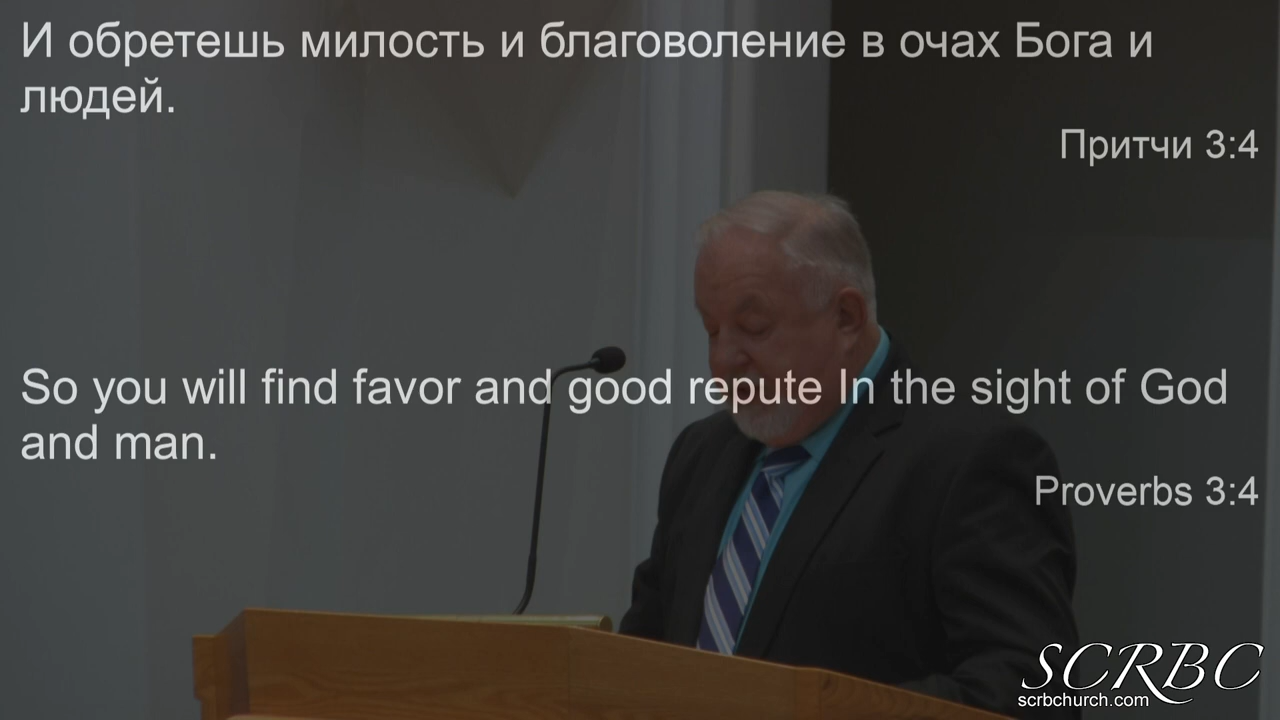 И обретешь милость и благоволение в очах Бога и
людей.
Притчи 3:4
So you will find favor and good repute In the sight of God
and man.
Proverbs 3:4
SCRBC
scrbchurch.com